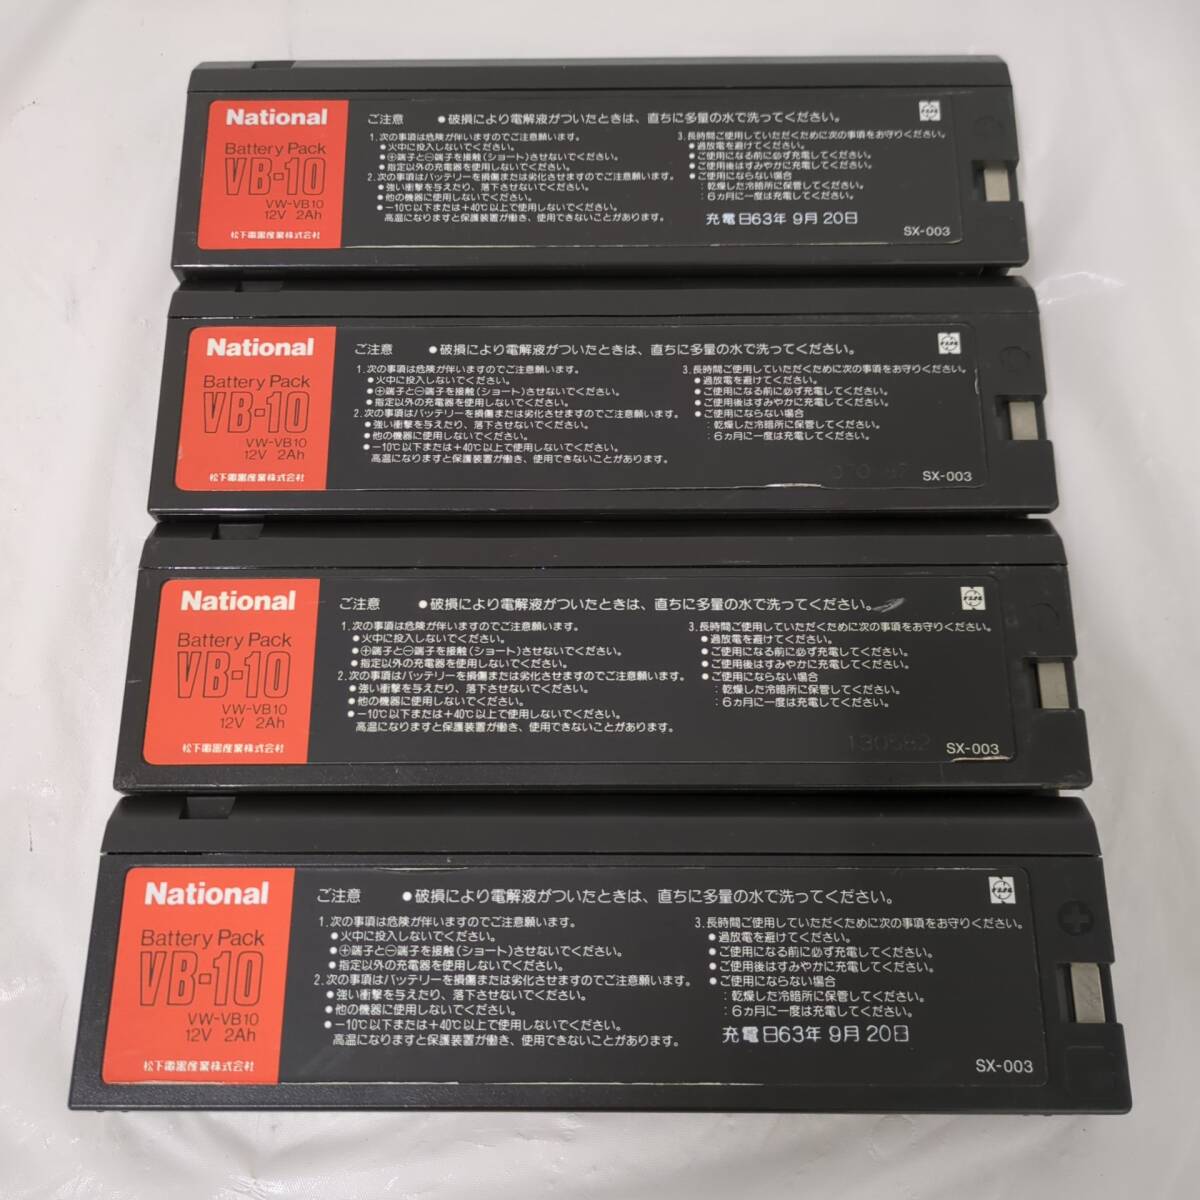 National
Battery Pack
VB-10
VW-VB10
12V 2Ah
松下電器産業株式会社
ご注意 ●破損により電解液がついたときは、直ちに多量の水で洗ってください。
1.次の事項は危険が伴いますのでご注意願います。
●火中に投入しないでください。
●⊕端子と⊖端子を接触(ショート)させないでください。
●指定以外の充電器を使用しないでください。
2.次の事項はバッテリーを損傷または劣化させますのでご注意願います。
●強い衝撃を与えたり、落下させないでください。
●他の機器に使用しないでください。
●−10℃以下または+40℃以上で使用しないでください。
高温になりますと保護装置が働き、使用できないことがあります。
3.長時間ご使用していただくために次の事項をお守りください。
●過放電を避けてください。
●ご使用になる前に必ず充電してください。
●ご使用後はすみやかに充電してください。
●ご使用にならない場合
:乾燥した冷暗所に保管してください。
:6ヵ月に一度は充電してください。
充電日63年 9月 20日
SX-003
National
Battery Pack
VB-10
VW-VB10
12V 2Ah
松下電器産業株式会社
ご注意 ●破損により電解液がついたときは、直ちに多量の水で洗ってください。
1.次の事項は危険が伴いますのでご注意願います。
●火中に投入しないでください。
●⊕端子と⊖端子を接触(ショート)させないでください。
●指定以外の充電器を使用しないでください。
2.次の事項はバッテリーを損傷または劣化させますのでご注意願います。
●強い衝撃を与えたり、落下させないでください。
●他の機器に使用しないでください。
●−10℃以下または+40℃以上で使用しないでください。
高温になりますと保護装置が働き、使用できないことがあります。
3.長時間ご使用していただくために次の事項をお守りください。
●過放電を避けてください。
●ご使用になる前に必ず充電してください。
●ご使用後はすみやかに充電してください。
●ご使用にならない場合
:乾燥した冷暗所に保管してください。
:6ヵ月に一度は充電してください。
SX-003
National
Battery Pack
VB-10
VW-VB10
12V 2Ah
松下電器産業株式会社
ご注意 ●破損により電解液がついたときは、直ちに多量の水で洗ってください。
1.次の事項は危険が伴いますのでご注意願います。
●火中に投入しないでください。
●⊕端子と⊖端子を接触(ショート)させないでください。
●指定以外の充電器を使用しないでください。
2.次の事項はバッテリーを損傷または劣化させますのでご注意願います。
●強い衝撃を与えたり、落下させないでください。
●他の機器に使用しないでください。
●−10℃以下または+40℃以上で使用しないでください。
高温になりますと保護装置が働き、使用できないことがあります。
3.長時間ご使用していただくために次の事項をお守りください。
●過放電を避けてください。
●ご使用になる前に必ず充電してください。
●ご使用後はすみやかに充電してください。
●ご使用にならない場合
:乾燥した冷暗所に保管してください。
:6ヵ月に一度は充電してください。
130582
SX-003
National
Battery Pack
VB-10
VW-VB10
12V 2Ah
松下電器産業株式会社
ご注意 ●破損により電解液がついたときは、直ちに多量の水で洗ってください。
1.次の事項は危険が伴いますのでご注意願います。
●火中に投入しないでください。
●⊕端子と⊖端子を接触(ショート)させないでください。
●指定以外の充電器を使用しないでください。
2.次の事項はバッテリーを損傷または劣化させますのでご注意願います。
●強い衝撃を与えたり、落下させないでください。
●他の機器に使用しないでください。
●−10℃以下または+40℃以上で使用しないでください。
高温になりますと保護装置が働き、使用できないことがあります。
3.長時間ご使用していただくために次の事項をお守りください。
●過放電を避けてください。
●ご使用になる前に必ず充電してください。
●ご使用後はすみやかに充電してください。
●ご使用にならない場合
:乾燥した冷暗所に保管してください。
:6ヵ月に一度は充電してください。
充電日63年 9月 20日
SX-003